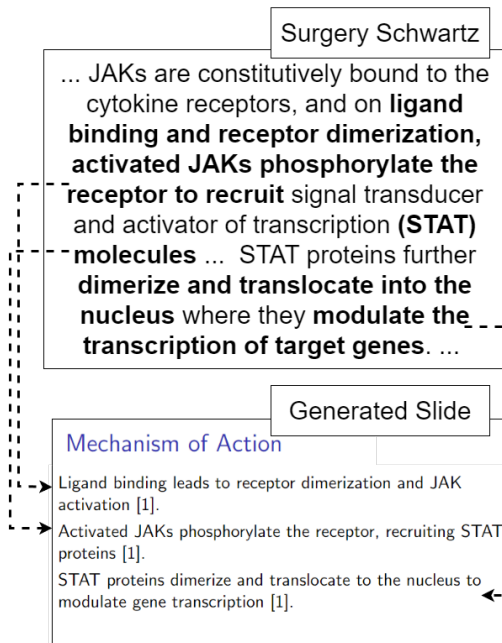 Surgery Schwartz
... JAKs are constitutively bound to the
cytokine receptors, and on ligand
binding and receptor dimerization,
activated JAKs phosphorylate the
receptor to recruit signal transducer
and activator of transcription (STAT)
molecules ... STAT proteins further
dimerize and translocate into the
nucleus where they modulate the
transcription of target genes. ...
Generated Slide
Mechanism of Action
Ligand binding leads to receptor dimerization and JAK
activation [1].
Activated JAKs phosphorylate the receptor, recruiting STAT
proteins [1].
STAT proteins dimerize and translocate to the nucleus to
modulate gene transcription [1].